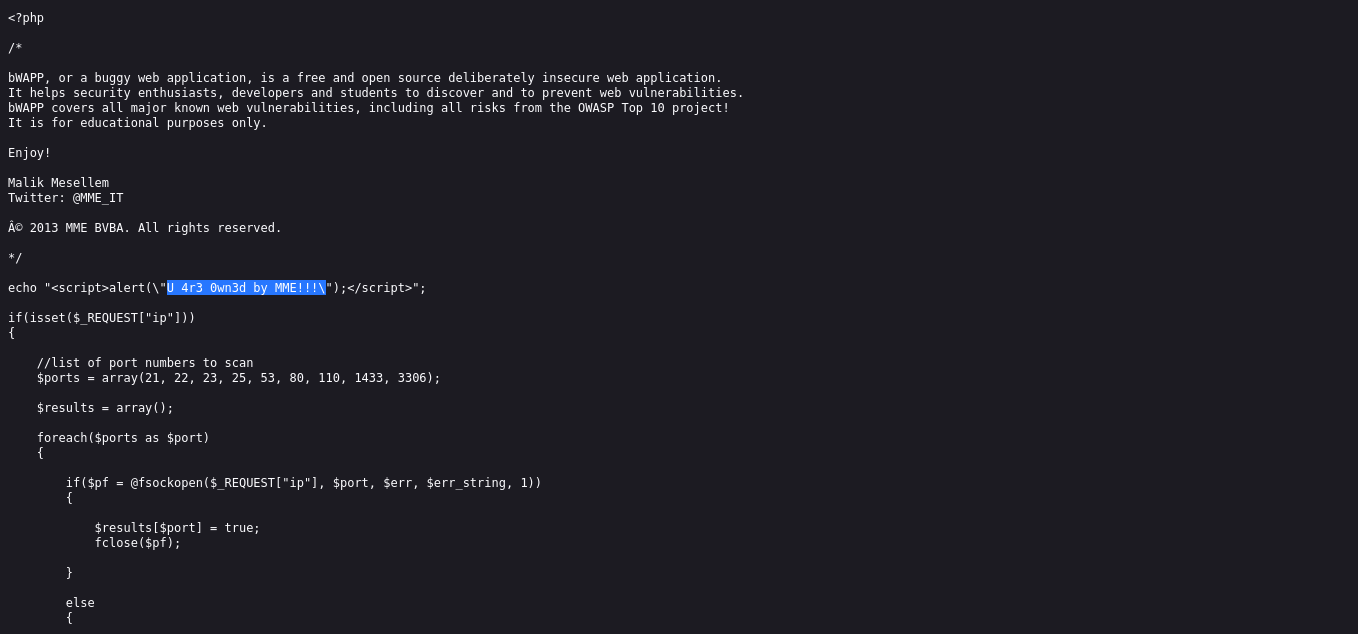 <?php
/*
bWAPP, or a buggy web application, is a free and open source deliberately insecure web application.
It helps security enthusiasts, developers and students to discover and to prevent web vulnerabilities.
bWAPP covers all major known web vulnerabilities, including all risks from the OWASP Top 10 project!
It is for educational purposes only.
Enjoy!
Malik Mesellem
Twitter: @MME_IT
Â© 2013 MME BVBA. All rights reserved.
*/
echo "<script>alert(\"U 4r3 0wn3d by MME!!!\");</script>";
if(isset($_REQUEST["ip"]))
{
    //list of port numbers to scan
    $ports = array(21, 22, 23, 25, 53, 80, 110, 1433, 3306);
    $results = array();
    foreach($ports as $port)
    {
        if($pf = @fsockopen($_REQUEST["ip"], $port, $err, $err_string, 1))
        {
            $results[$port] = true;
            fclose($pf);
        }
        else
        {